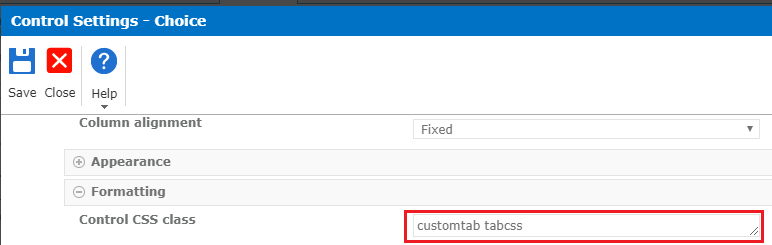 Control Settings - Choice
Save Close Help
Column alignment Fixed
Appearance
Formatting
Control CSS class customtab tabcss